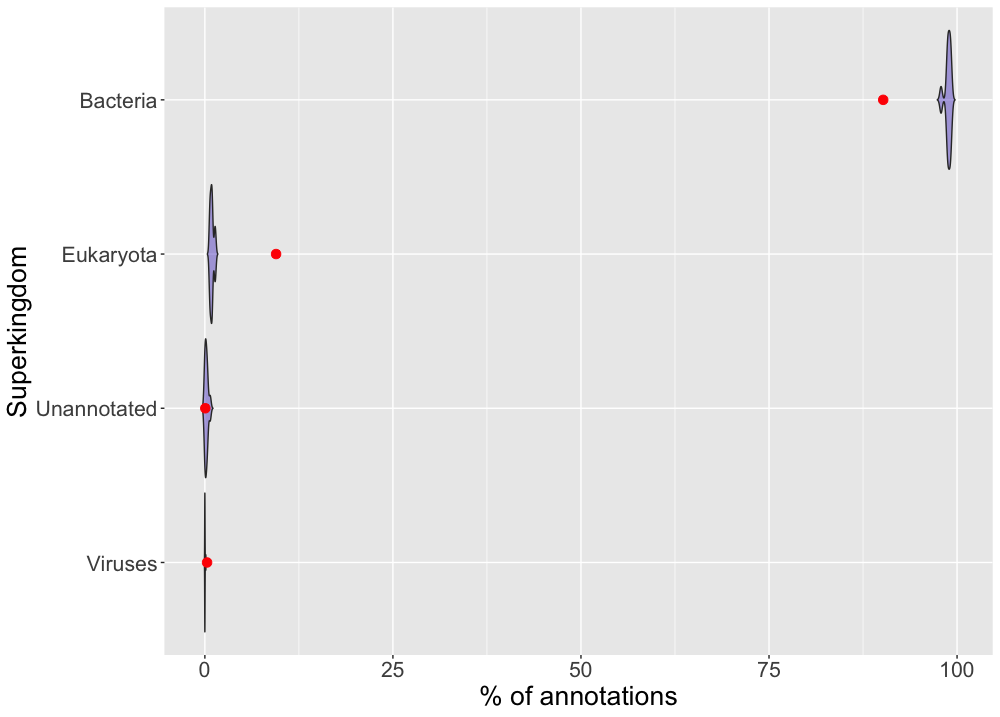 Superkingdom
Bacteria
Eukaryota
Unannotated
Viruses
0 25 50 75 100
% of annotations